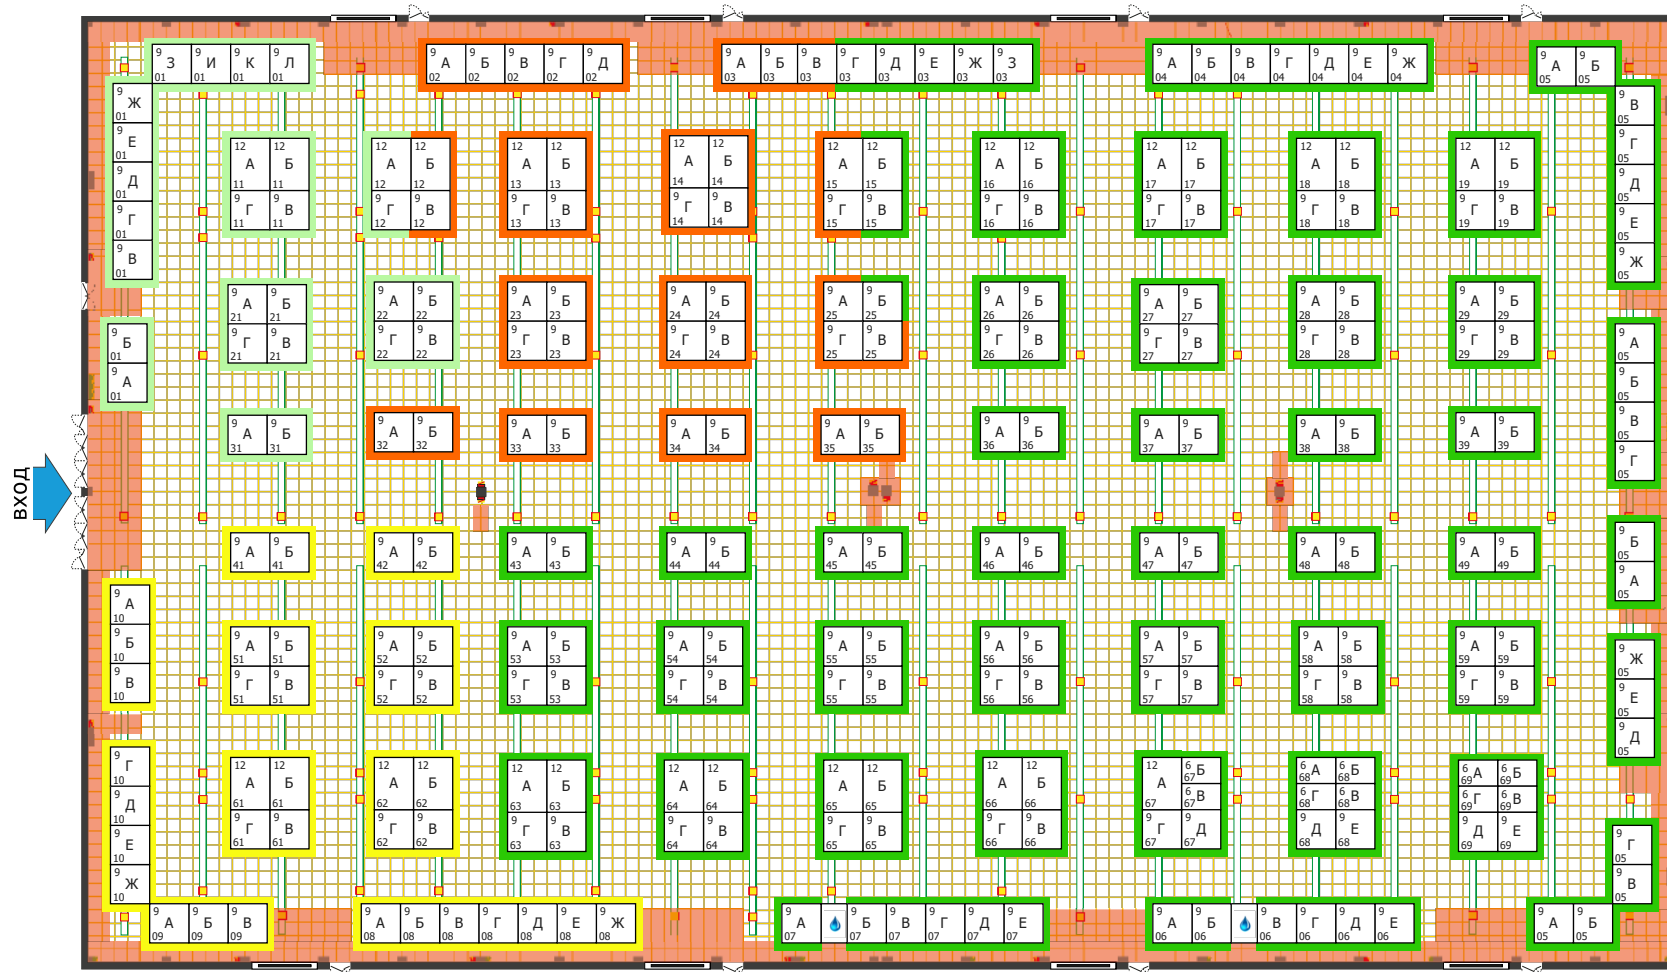 9 З 01 9 И 01 9 К 01 9 Л 01
9 А 02 9 Б 02 9 В 02 9 Г 02 9 Д 02
9 А 03 9 Б 03 9 В 03 9 Г 03 9 Д 03 9 Е 03 9 Ж 03 9 З 03
9 А 04 9 Б 04 9 В 04 9 Г 04 9 Д 04 9 Е 04 9 Ж 04
9 А 05 9 Б 05
9 Ж 01
9 Е 01
9 Д 01
9 Г 01
9 В 01
9 В 05
9 Г 05
9 Д 05
9 Е 05
9 Ж 05
12 А 11 12 Б 11
9 Г 11 9 В 11
12 А 12 12 Б 12
9 Г 12 9 В 12
12 А 13 12 Б 13
9 Г 13 9 В 13
12 А 14 12 Б 14
9 Г 14 9 В 14
12 А 15 12 Б 15
9 Г 15 9 В 15
12 А 16 12 Б 16
9 Г 16 9 В 16
12 А 17 12 Б 17
9 Г 17 9 В 17
12 А 18 12 Б 18
9 Г 18 9 В 18
12 А 19 12 Б 19
9 Г 19 9 В 19
9 А 21 9 Б 21
9 Г 21 9 В 21
9 А 22 9 Б 22
9 Г 22 9 В 22
9 А 23 9 Б 23
9 Г 23 9 В 23
9 А 24 9 Б 24
9 Г 24 9 В 24
9 А 25 9 Б 25
9 Г 25 9 В 25
9 А 26 9 Б 26
9 Г 26 9 В 26
9 А 27 9 Б 27
9 Г 27 9 В 27
9 А 28 9 Б 28
9 Г 28 9 В 28
9 А 29 9 Б 29
9 Г 29 9 В 29
9 Б 01
9 А 01
9 А 05
9 Б 05
9 В 05
9 Г 05
9 А 31 9 Б 31
9 А 32 9 Б 32
9 А 33 9 Б 33
9 А 34 9 Б 34
9 А 35 9 Б 35
9 А 36 9 Б 36
9 А 37 9 Б 37
9 А 38 9 Б 38
9 А 39 9 Б 39
ВХОД
9 А 41 9 Б 41
9 А 42 9 Б 42
9 А 43 9 Б 43
9 А 44 9 Б 44
9 А 45 9 Б 45
9 А 46 9 Б 46
9 А 47 9 Б 47
9 А 48 9 Б 48
9 А 49 9 Б 49
9 Б 05
9 А 05
9 А 10
9 Б 10
9 В 10
9 А 51 9 Б 51
9 Г 51 9 В 51
9 А 52 9 Б 52
9 Г 52 9 В 52
9 А 53 9 Б 53
9 Г 53 9 В 53
9 А 54 9 Б 54
9 Г 54 9 В 54
9 А 55 9 Б 55
9 Г 55 9 В 55
9 А 56 9 Б 56
9 Г 56 9 В 56
9 А 57 9 Б 57
9 Г 57 9 В 57
9 А 58 9 Б 58
9 Г 58 9 В 58
9 А 59 9 Б 59
9 Г 59 9 В 59
9 Ж 05
9 Е 05
9 Д 05
9 Г 10
9 Д 10
9 Е 10
9 Ж 10
12 А 61 12 Б 61
9 Г 61 9 В 61
12 А 62 12 Б 62
9 Г 62 9 В 62
12 А 63 12 Б 63
9 Г 63 9 В 63
12 А 64 12 Б 64
9 Г 64 9 В 64
12 А 65 12 Б 65
9 Г 65 9 В 65
12 А 66 12 Б 66
9 Г 66 9 В 66
12 А 67 6 Б 67
6 В 67
9 Г 67 9 Д 67
6 А 68 6 Б 68
6 Г 68 6 В 68
9 Д 68 9 Е 68
6 А 69 6 Б 69
6 Г 69 6 В 69
9 Д 69 9 Е 69
9 Г 05
9 В 05
9 А 09 9 Б 09 9 В 09
9 А 08 9 Б 08 9 В 08 9 Г 08 9 Д 08 9 Е 08 9 Ж 08
9 А 07 9 Б 07 9 В 07 9 Г 07 9 Д 07 9 Е 07
9 А 06 9 Б 06 9 В 06 9 Г 06 9 Д 06 9 Е 06
9 А 05 9 Б 05